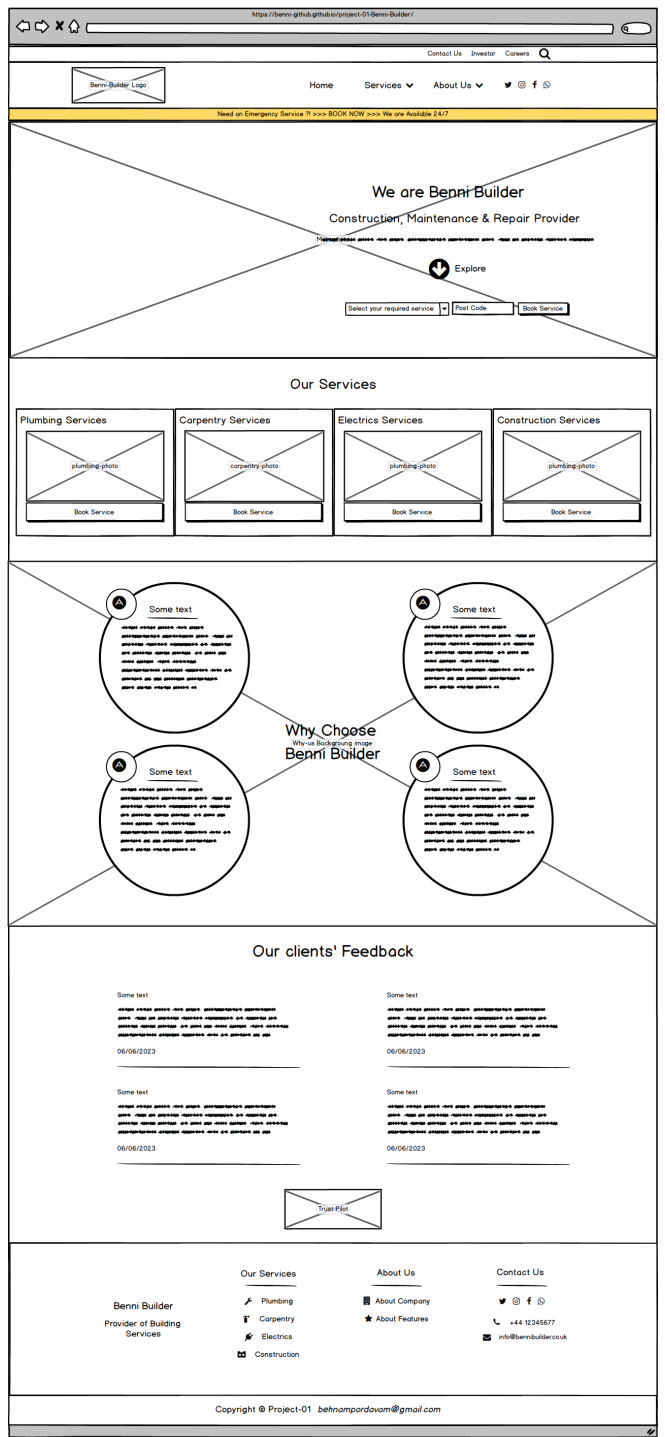 https://benni-github.github.io/project-01-Benni-Builder/
Contact Us Investor Careers
Benni-Builder Logo
Home Services About Us
Need an Emergency Service ?! >>> BOOK NOW >>> We are Available 24/7
We are Benni Builder
Construction, Maintenance & Repair Provider
Explore
Select your required service Post Code Book Service
Our Services
Plumbing Services Carpentry Services Electrics Services Construction Services
plumbing-photo carpentry-photo plumbing-photo plumbing-photo
Book Service Book Service Book Service Book Service
A A
Some text Some text
Why Choose
Why-us Backgroung image
Benni Builder
A A
Some text Some text
Our clients' Feedback
Some text Some text
06/06/2023 06/06/2023
Some text Some text
06/06/2023 06/06/2023
Trust Pilot
Our Services About Us Contact Us
Plumbing About Company
Benni Builder
Carpentry About Features +44 12345677
Provider of Building
Services
Electrics info@bennibuilder.co.uk
Construction
Copyright © Project-01 behnampordavam@gmail.com